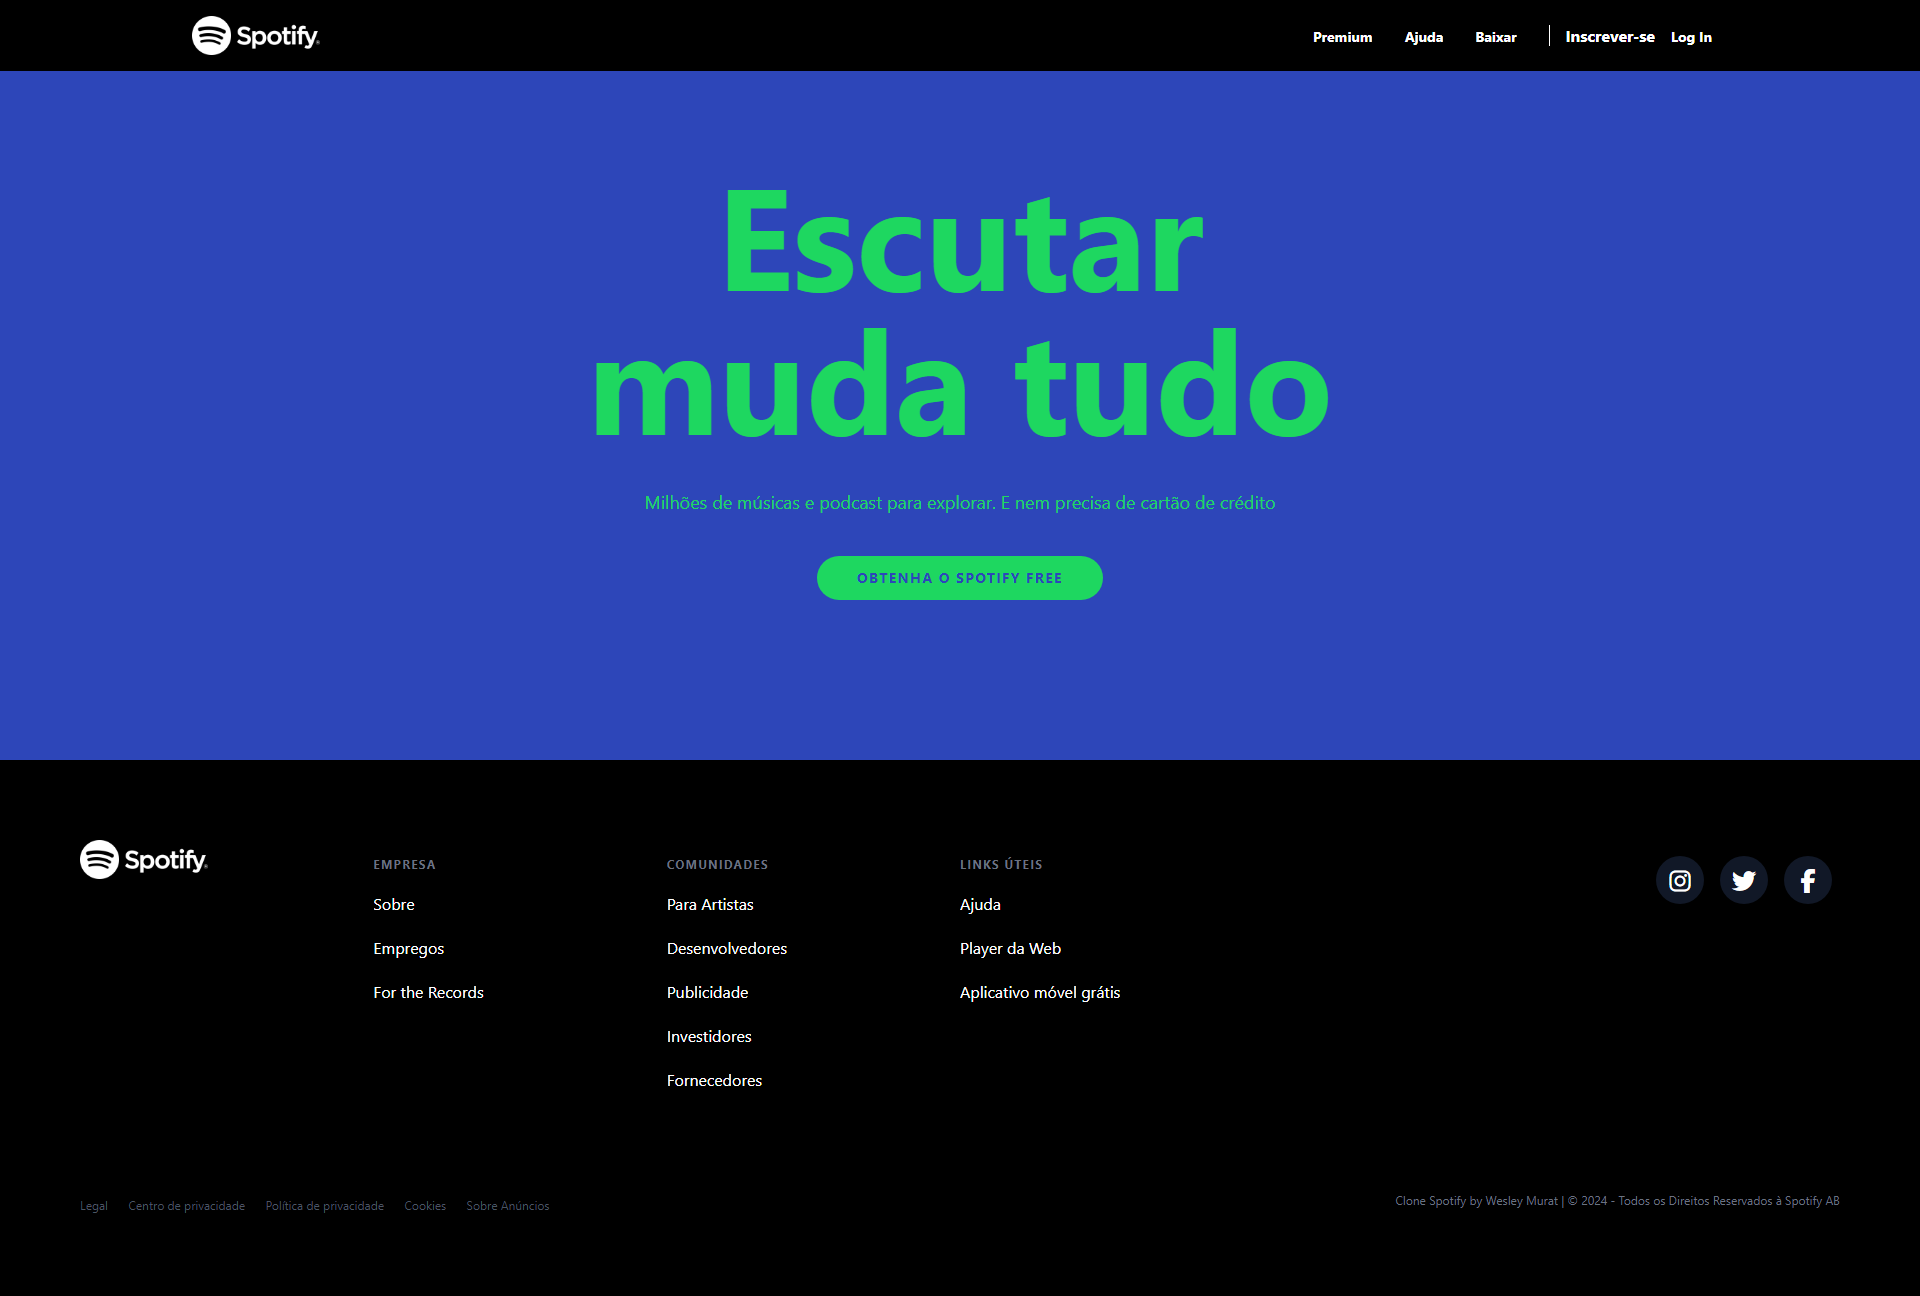 Spotify®
Premium Ajuda Baixar Inscrever-se Log In
Escutar
muda tudo
Milhões de músicas e podcast para explorar. E nem precisa de cartão de crédito
OBTENHA O SPOTIFY FREE
Spotify®
EMPRESA
Sobre
Empregos
For the Records
COMUNIDADES
Para Artistas
Desenvolvedores
Publicidade
Investidores
Fornecedores
LINKS ÚTEIS
Ajuda
Player da Web
Aplicativo móvel grátis
Legal Centro de privacidade Política de privacidade Cookies Sobre Anúncios
Clone Spotify by Wesley Murat | © 2024 - Todos os Direitos Reservados à Spotify AB